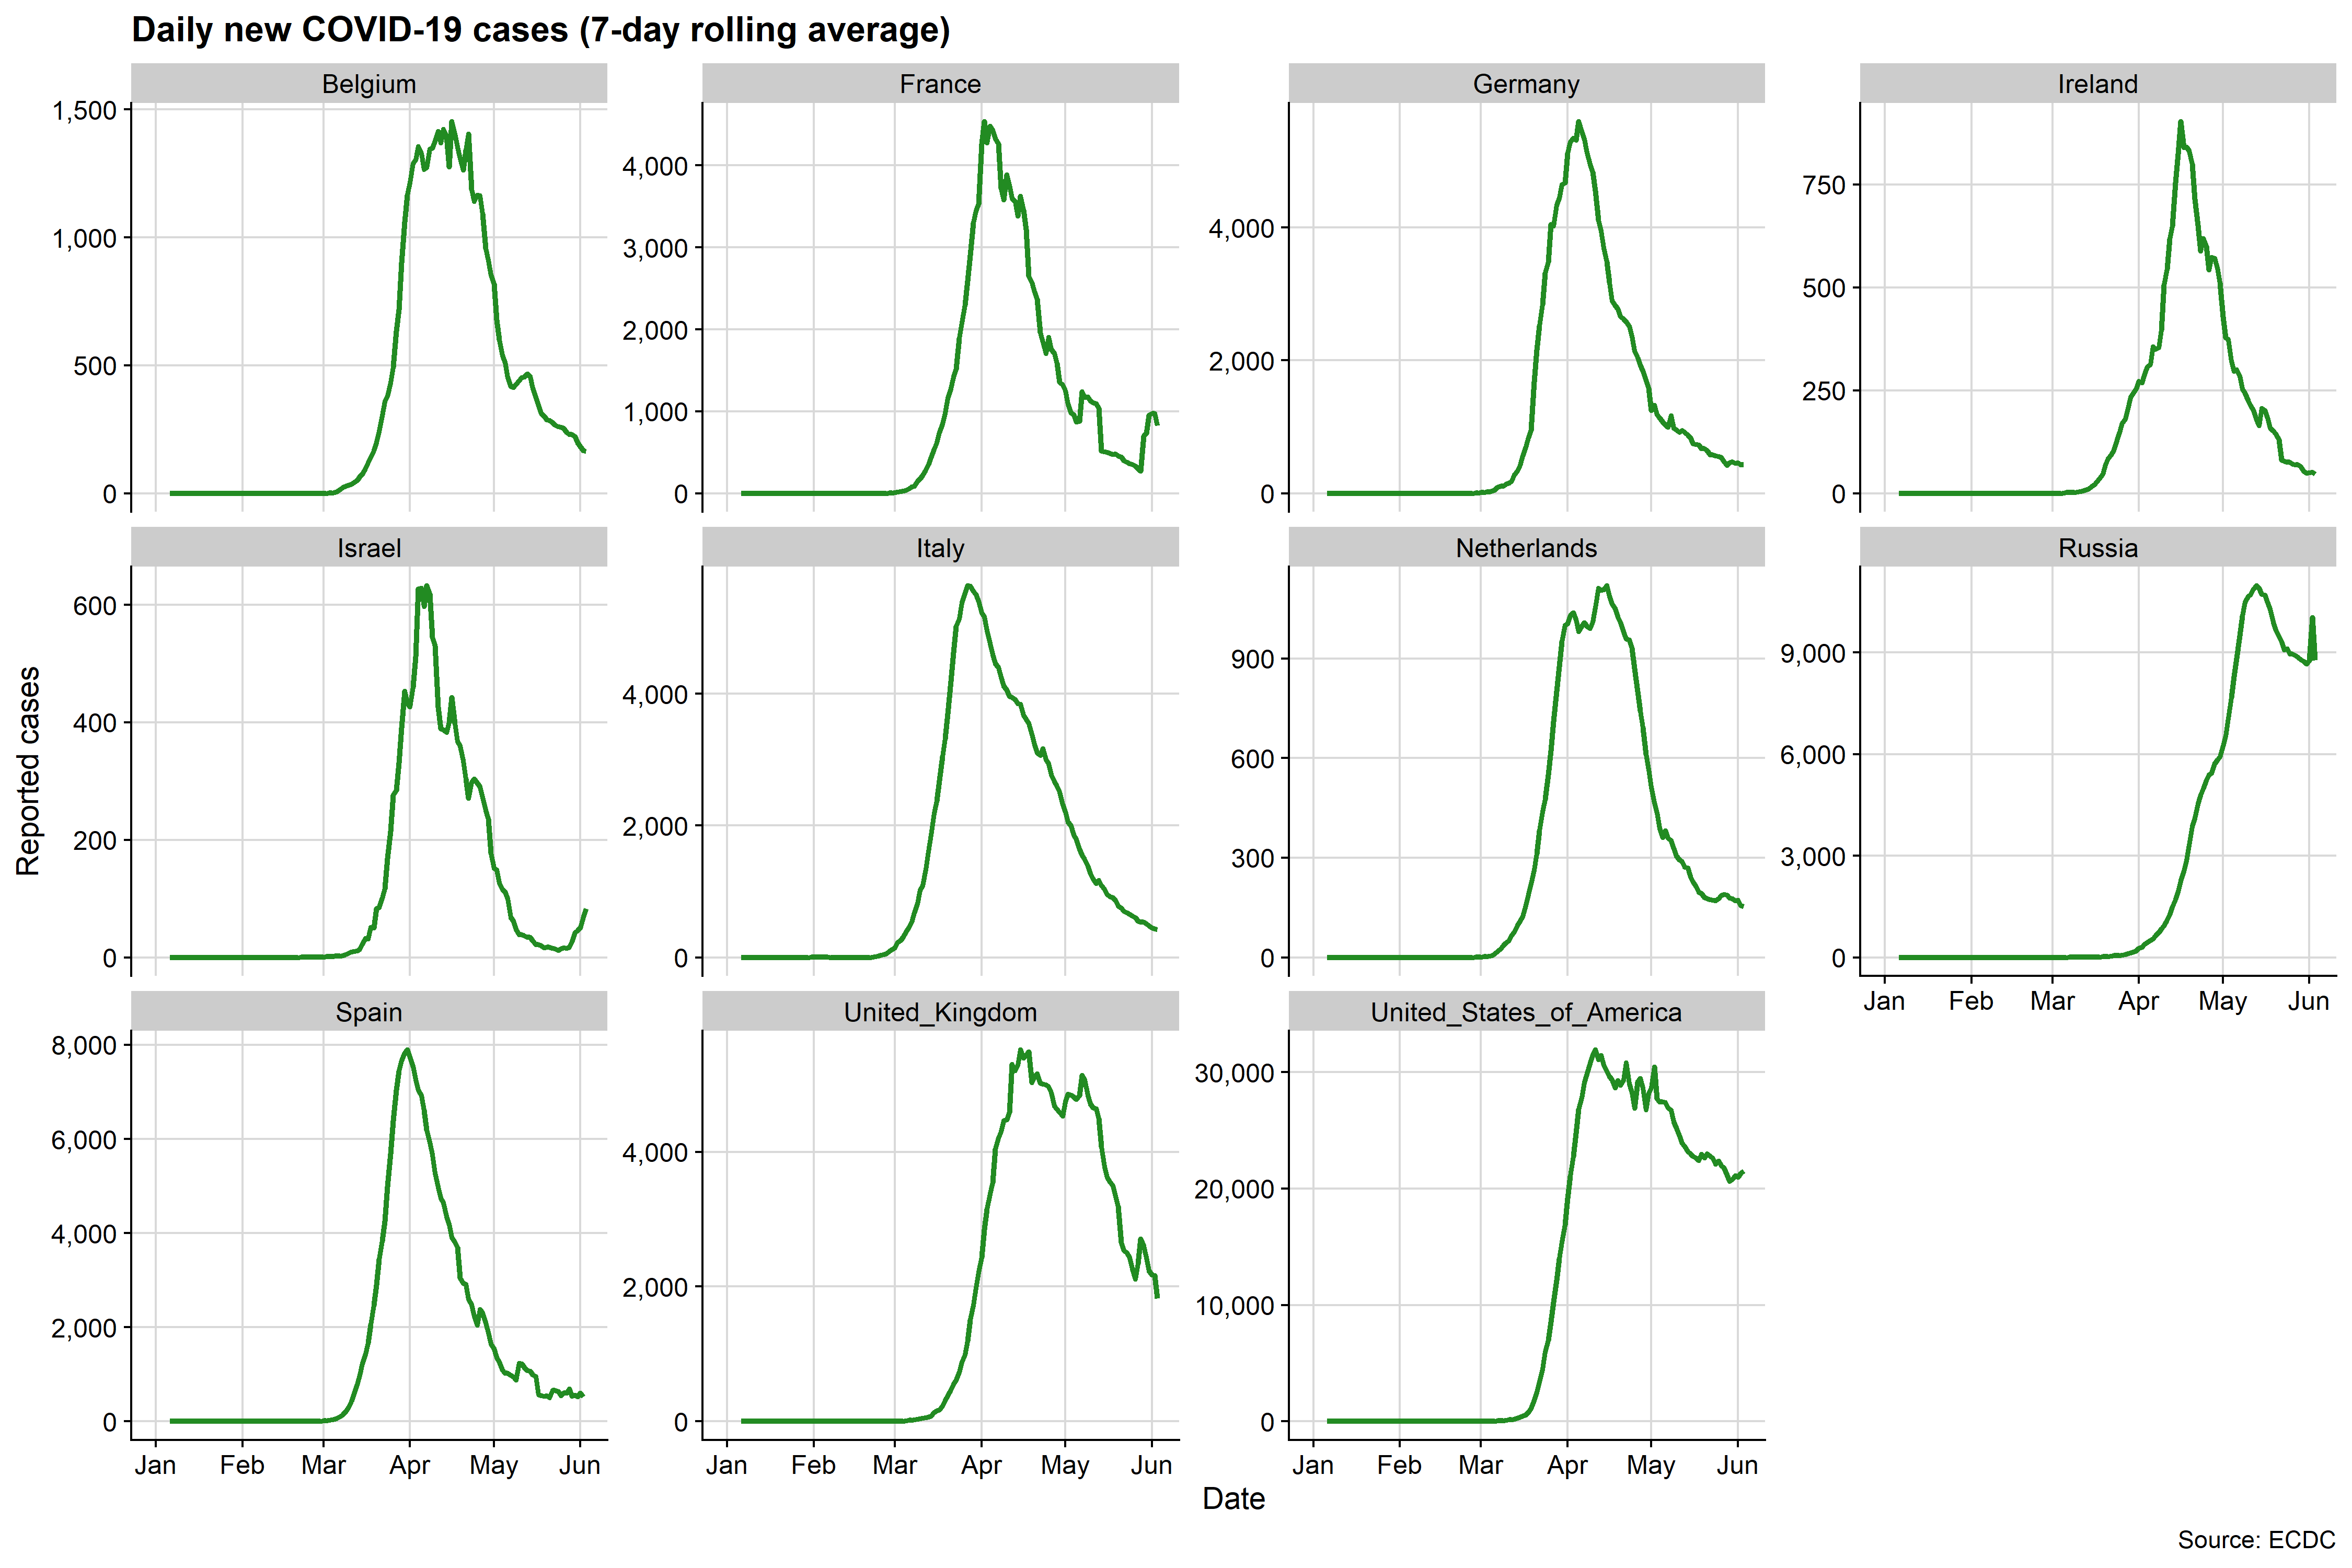 Daily new COVID-19 cases (7-day rolling average)
Belgium
France
Germany
Ireland
1,500
1,000
500
0
4,000
3,000
2,000
1,000
0
4,000
2,000
0
750
500
250
0
Israel
Italy
Netherlands
Russia
600
400
200
0
4,000
2,000
0
900
600
300
0
9,000
6,000
3,000
0
Jan Feb Mar Apr May Jun
Reported cases
Spain
United_Kingdom
United_States_of_America
8,000
6,000
4,000
2,000
0
4,000
2,000
0
30,000
20,000
10,000
0
Jan Feb Mar Apr May Jun
Jan Feb Mar Apr May Jun
Jan Feb Mar Apr May Jun
Date
Source: ECDC